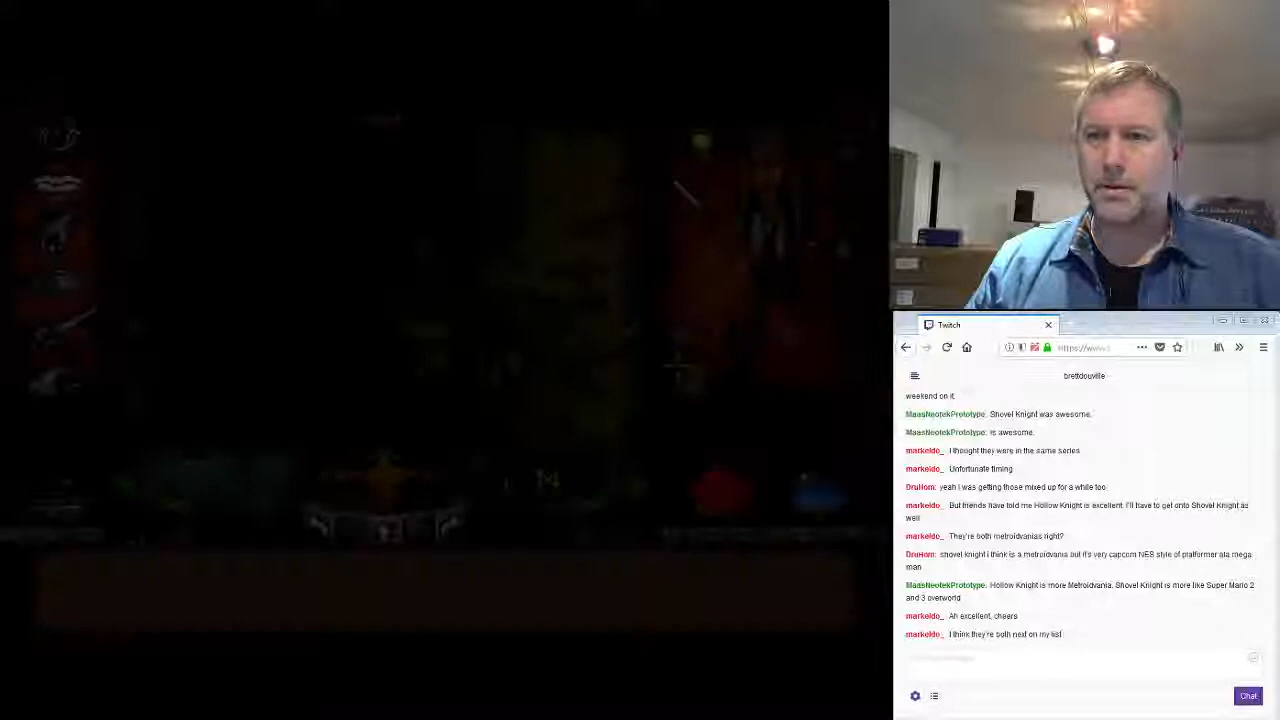 Twitch
https://www.t
brettdouville
weekend on it.
MaasNeotekPrototype: Shovel Knight was awesome.
MaasNeotekPrototype: is awesome.
markeldo_ I thought they were in the same series
markeldo_ Unfortunate timing
DruHom: yeah i was getting those mixed up for a while too
markeldo_ But friends have told me Hollow Knight is excellent. I'll have to get onto Shovel Knight as
well
markeldo_ They're both metroidvanias right?
DruHom: shovel knight i think is a metroidvania but it's very capcom NES style of platformer ala mega
man
MaasNeotekPrototype: Hollow Knight is more Metroidvania. Shovel Knight is more like Super Mario 2
and 3 overworld
markeldo_ Ah excellent, cheers
markeldo_ I think they're both next on my list
Chat